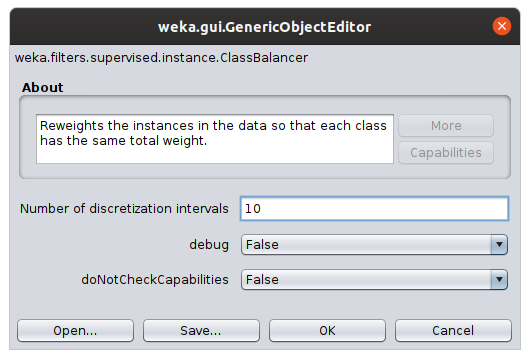 weka.gui.GenericObjectEditor
weka.filters.supervised.instance.ClassBalancer
About
Reweights the instances in the data so that each class
has the same total weight.
More
Capabilities
Number of discretization intervals 10
debug False
doNotCheckCapabilities False
Open... Save... OK Cancel